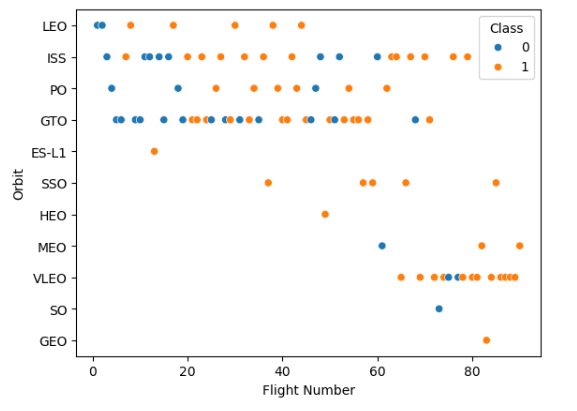 LEO
ISS
PO
GTO
ES-L1
SSO
HEO
MEO
VLEO
SO
GEO
Orbit
0 20 40 60 80
Flight Number
Class
0
1